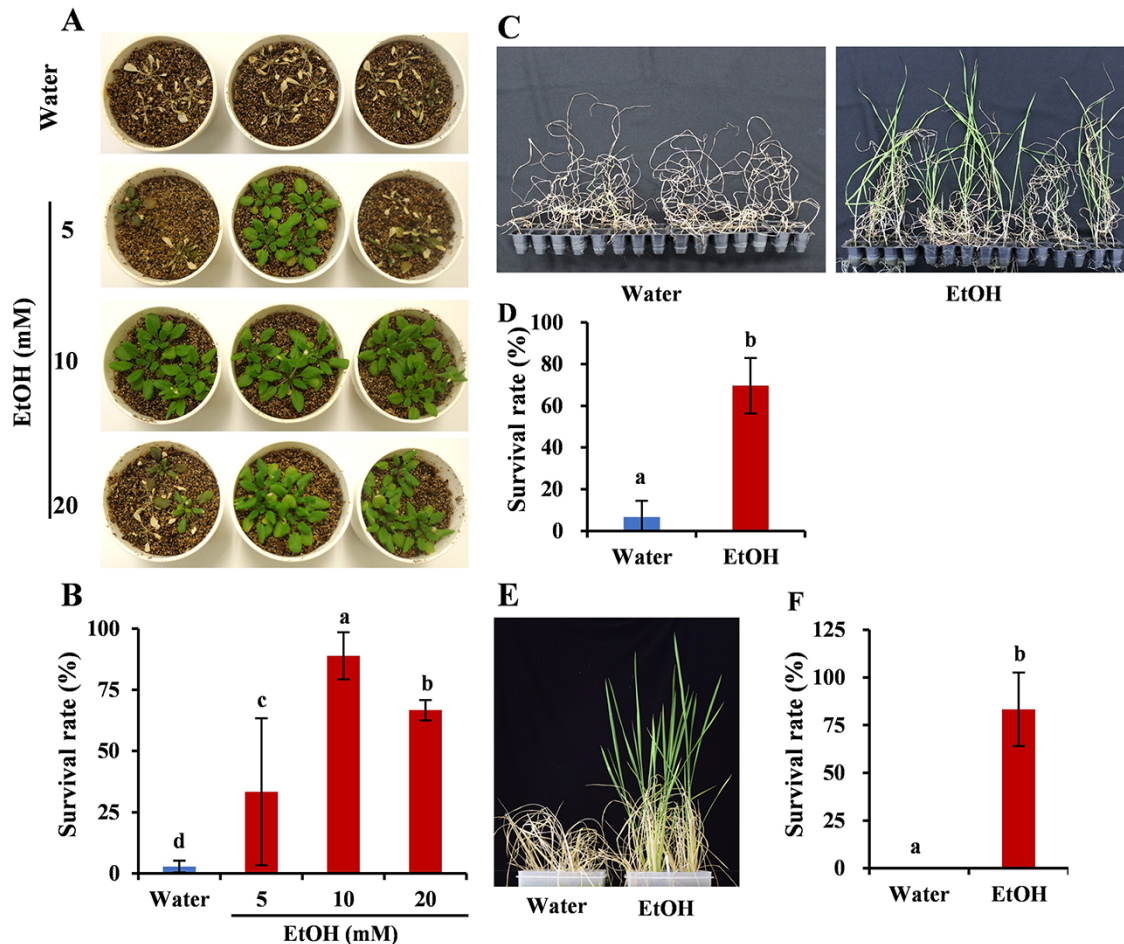 A
Water
EtOH (mM)
5
10
20
B
Survival rate (%)
100
75
50
25
0
d
c
a
b
Water
5
10
20
EtOH (mM)
C
Water
EtOH
D
Survival rate (%)
100
80
60
40
20
0
a
b
Water
EtOH
E
Water
EtOH
F
Survival rate (%)
125
100
75
50
25
0
a
b
Water
EtOH